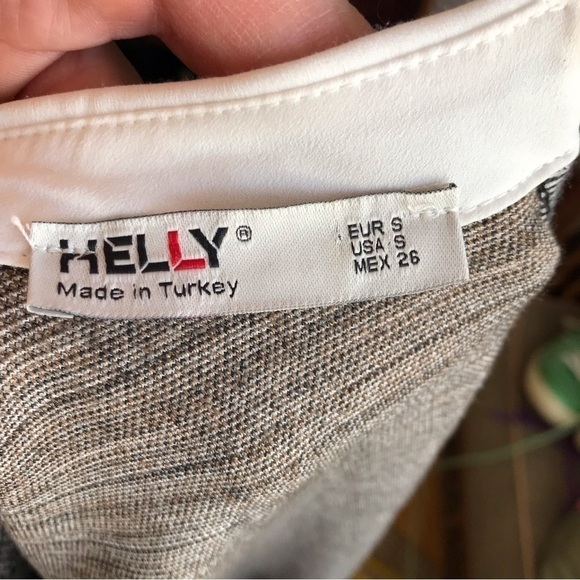 HELLY®
Made in Turkey
EUR S
USA S
MEX 26